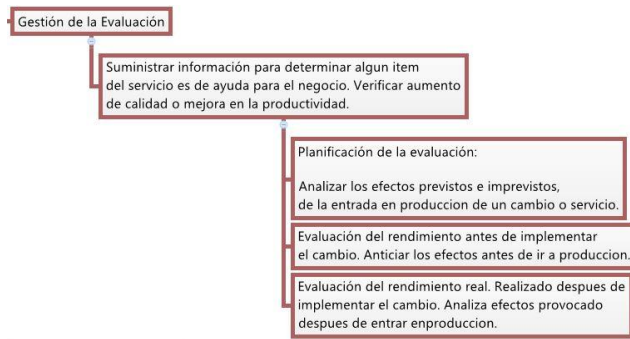 Gestión de la Evaluación
Suministrar información para determinar algun item
del servicio es de ayuda para el negocio. Verificar aumento
de calidad o mejora en la productividad.
Planificación de la evaluación:
Analizar los efectos previstos e imprevistos,
de la entrada en produccion de un cambio o servicio.
Evaluación del rendimiento antes de implementar
el cambio. Anticiar los efectos antes de ir a produccion.
Evaluación del rendimiento real. Realizado despues de
implementar el cambio. Analiza efectos provocado
despues de entrar enproduccion.